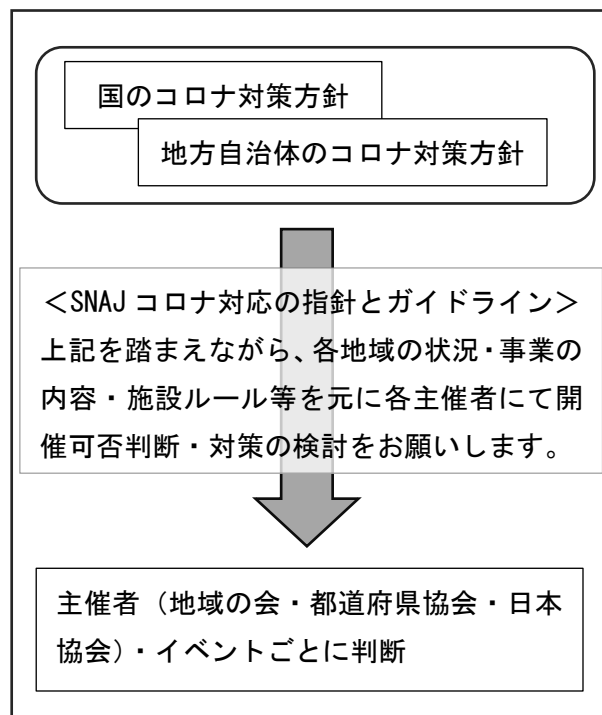 国のコロナ対策方針
地方自治体のコロナ対策方針
＜SNAJ コロナ対応の指針とガイドライン＞
上記を踏まえながら、各地域の状況・事業の
内容・施設ルール等を元に各主催者にて開
催可否判断・対策の検討をお願いします。
主催者（地域の会・都道府県協会・日本
協会）・イベントごとに判断